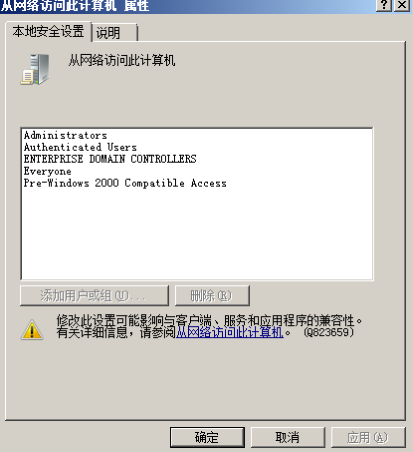 从网络访问此计算机 属性
本地安全设置 说明
从网络访问此计算机
Administrators
Authenticated Users
ENTERPRISE DOMAIN CONTROLLERS
Everyone
Pre-Windows 2000 Compatible Access
添加用户或组(U)... 删除(R)
修改此设置可能影响与客户端、服务和应用程序的兼容性。
有关详细信息，请参阅从网络访问此计算机。 (Q823659)
确定 取消 应用(A)